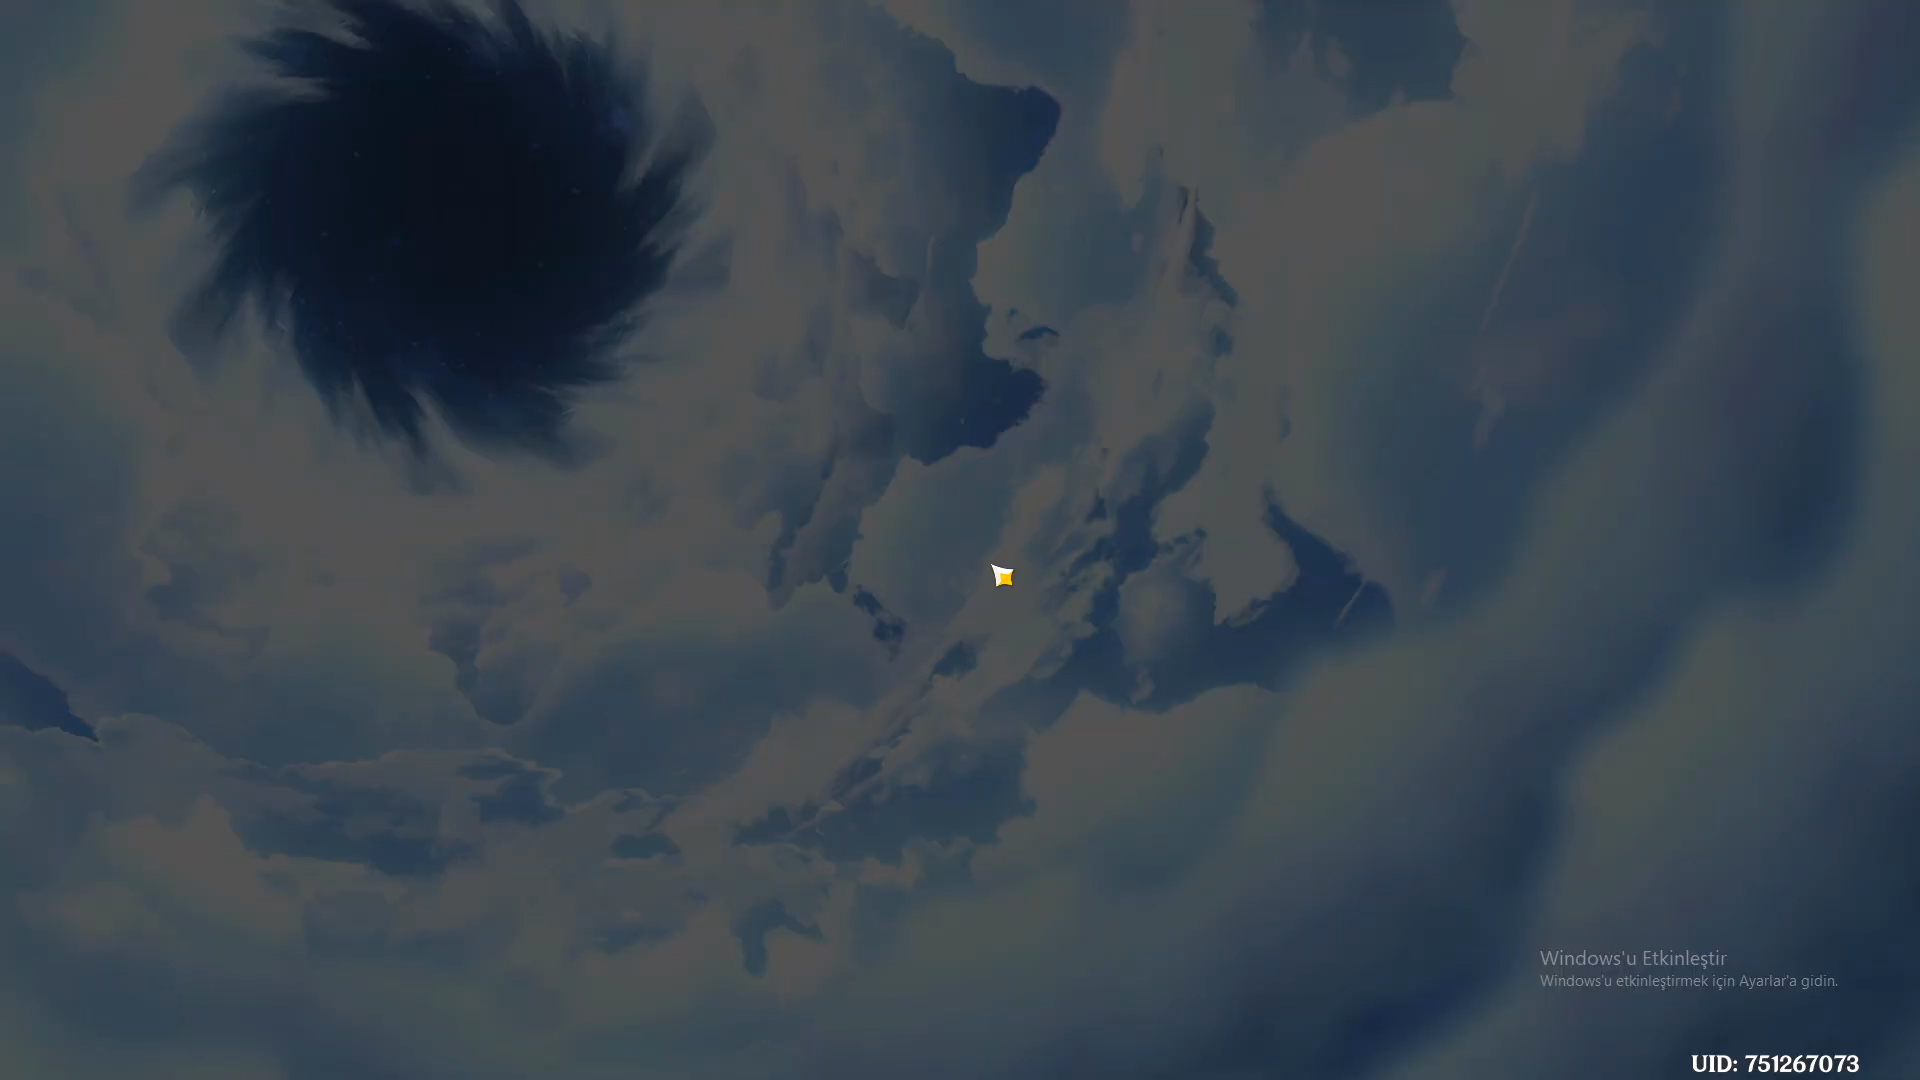 Windows'u Etkinleştir
Windows'u etkinleştirmek için Ayarlar'a gidin.
UID: 751267073